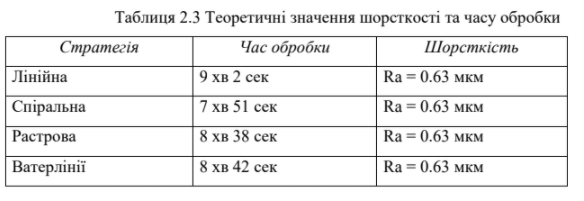 Таблиця 2.3 Теоретичні значення шорсткості та часу обробки
Стратегія Час обробки Шорсткість
Лінійна 9 хв 2 сек Ra = 0.63 мкм
Спіральна 7 хв 51 сек Ra = 0.63 мкм
Растрова 8 хв 38 сек Ra = 0.63 мкм
Ватерлінії 8 хв 42 сек Ra = 0.63 мкм